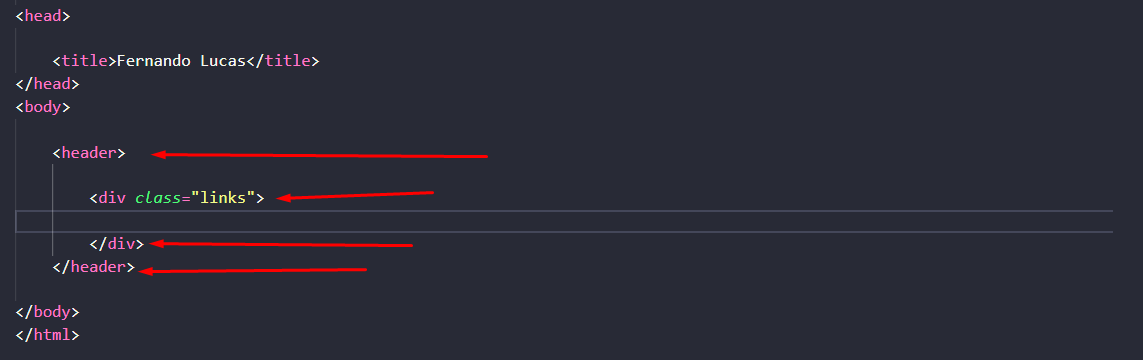 <head>
<title>Fernando Lucas</title>
</head>
<body>
<header>
<div class="links">
</div>
</header>
</body>
</html>